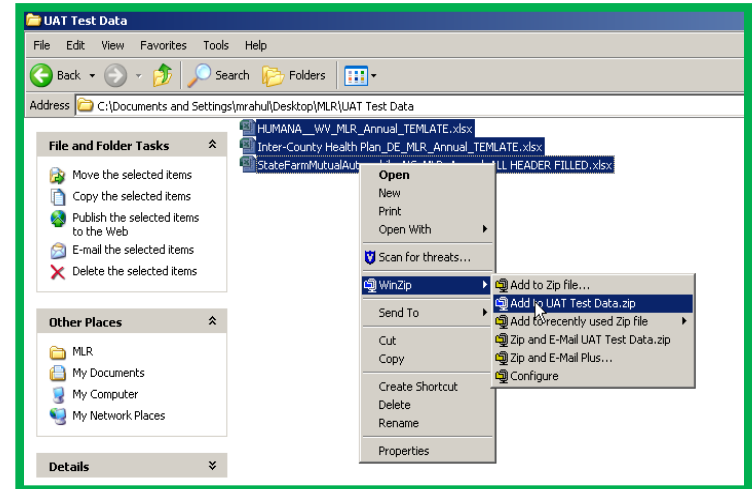 UAT Test Data
File Edit View Favorites Tools Help
Back Search Folders
Address C:\Documents and Settings\mrahul\Desktop\MLR\UAT Test Data
File and Folder Tasks
Move the selected items
Copy the selected items
Publish the selected items
to the Web
E-mail the selected items
Delete the selected items
Other Places
MLR
My Documents
My Computer
My Network Places
Details
HUMANA__WV_MLR_Annual_TEMLATE.xlsx
Inter-County Health Plan_DE_MLR_Annual_TEMLATE.xlsx
ALL HEADER FILLED.xlsx
Open
New
Print
Open With
Scan for threats...
WinZip
Send To
Cut
Copy
Create Shortcut
Delete
Rename
Properties
Add to Zip file...
Add to UAT Test Data.zip
Add to recently used Zip file
Zip and E-Mail UAT Test Data.zip
Zip and E-Mail Plus...
Configure